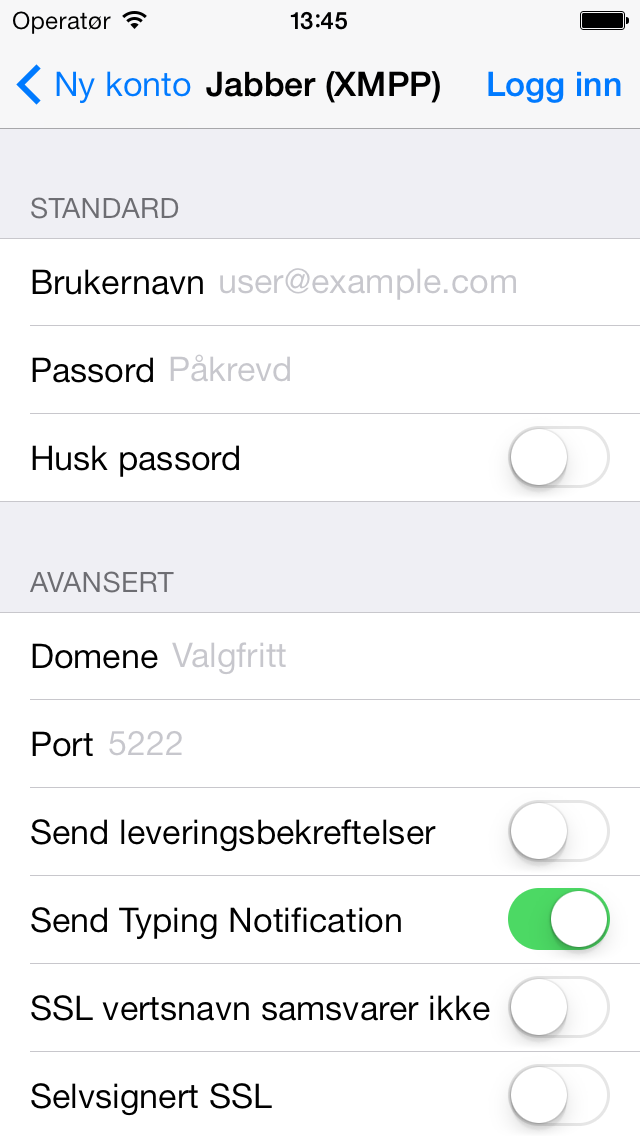 Operatør 13:45
Ny konto Jabber (XMPP) Logg inn
STANDARD
Brukernavn user@example.com
Passord Påkrevd
Husk passord
AVANSERT
Domene Valgfritt
Port 5222
Send leveringsbekreftelser
Send Typing Notification
SSL vertsnavn samsvarer ikke
Selvsignert SSL